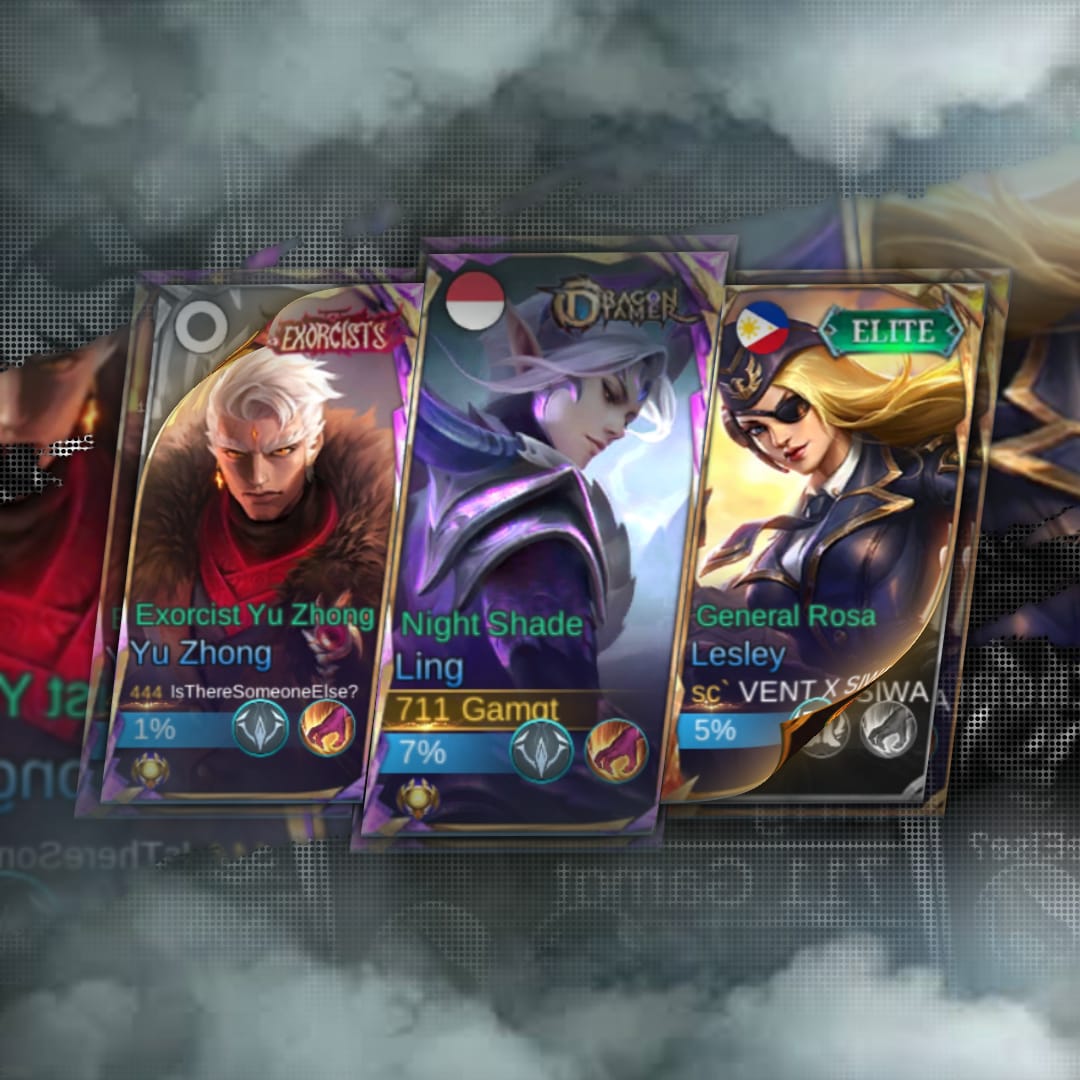 EXORCISTS
Exorcist Yu Zhong
Yu Zhong
444 IsThereSomeoneElse?
1%
DRAGON
TAMER
Night Shade
Ling
711 Gamgt
7%
ELITE
General Rosa
Lesley
sc` VENT X SIWA
5%